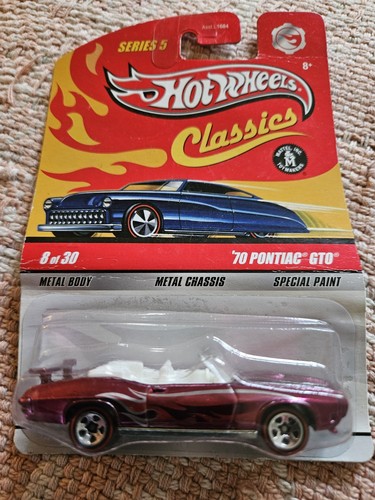 SERIES 5
8+
Hot Wheels
Classics
MATTEL, INC.
TOYMAKERS
8 of 30
'70 PONTIAC® GTO®
METAL BODY METAL CHASSIS SPECIAL PAINT